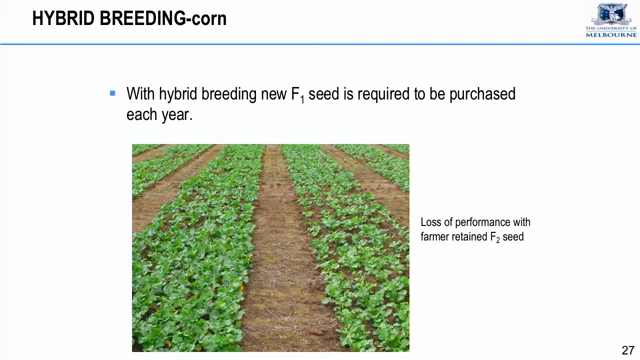 HYBRID BREEDING-corn
THE UNIVERSITY OF
MELBOURNE
With hybrid breeding new F₁ seed is required to be purchased
each year.
Loss of performance with
farmer retained F₂ seed
27